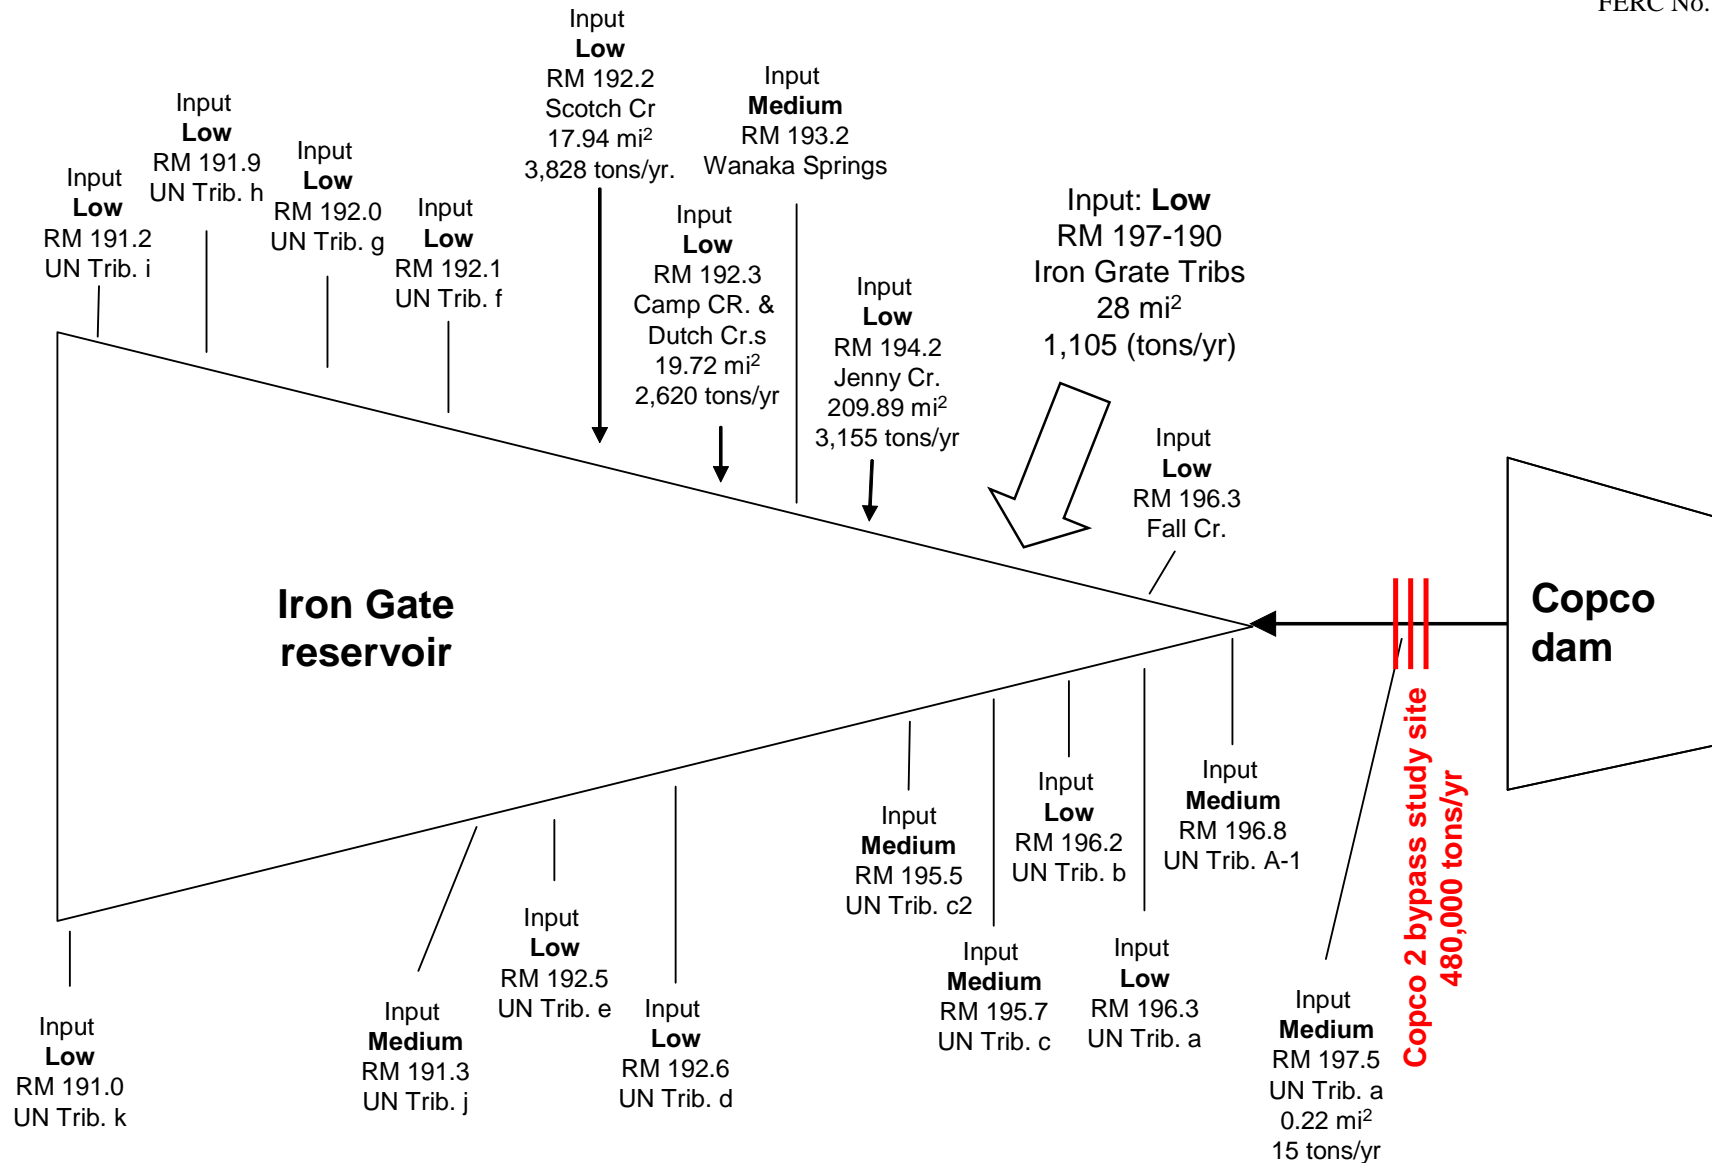 FERC No.
Input
Low
RM 192.2
Scotch Cr
17.94 mi²
3,828 tons/yr.
Input
Medium
RM 193.2
Wanaka Springs
Input
Low
RM 191.9
UN Trib. h
Input
Low
RM 192.0
UN Trib. g
Input
Low
RM 191.2
UN Trib. i
Input
Low
RM 192.1
UN Trib. f
Input
Low
RM 192.3
Camp CR. &
Dutch Cr.s
19.72 mi²
2,620 tons/yr
Input
Low
RM 194.2
Jenny Cr.
209.89 mi²
3,155 tons/yr
Input: Low
RM 197-190
Iron Grate Tribs
28 mi²
1,105 (tons/yr)
Input
Low
RM 196.3
Fall Cr.
Iron Gate
reservoir
Copco
dam
Copco 2 bypass study site
480,000 tons/yr
Input
Low
RM 191.0
UN Trib. k
Input
Medium
RM 191.3
UN Trib. j
Input
Low
RM 192.5
UN Trib. e
Input
Low
RM 192.6
UN Trib. d
Input
Medium
RM 195.5
UN Trib. c2
Input
Medium
RM 195.7
UN Trib. c
Input
Low
RM 196.2
UN Trib. b
Input
Low
RM 196.3
UN Trib. a
Input
Medium
RM 196.8
UN Trib. A-1
Input
Medium
RM 197.5
UN Trib. a
0.22 mi²
15 tons/yr